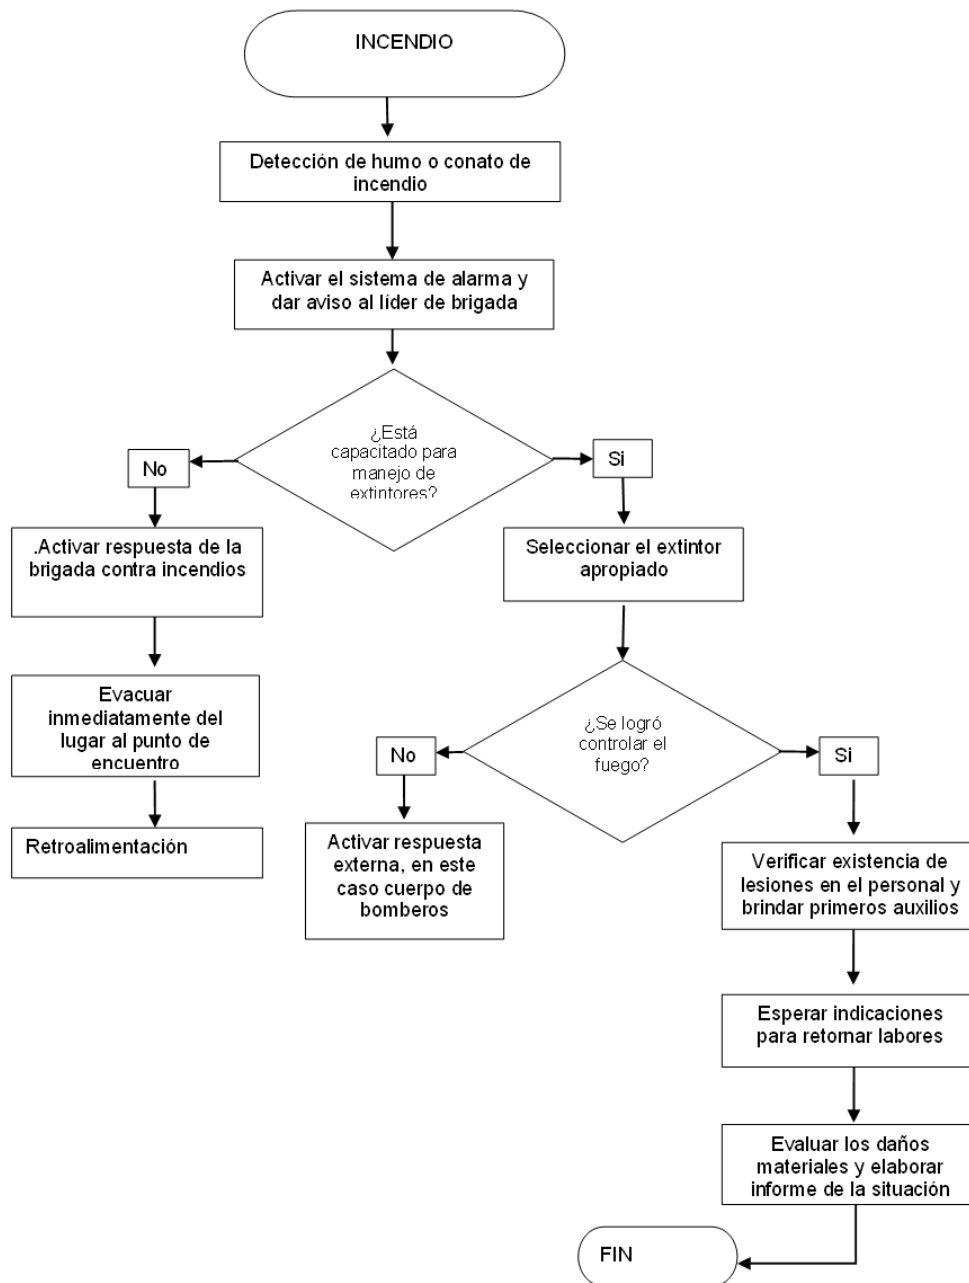 INCENDIO
Detección de humo o conato de
incendio
Activar el sistema de alarma y
dar aviso al líder de brigada
¿Está
capacitado para
manejo de
extintores?
No
Si
.Activar respuesta de la
brigada contra incendios
Seleccionar el extintor
apropiado
Evacuar
inmediatamente del
lugar al punto de
encuentro
¿Se logró
controlar el
fuego?
No
Si
Retroalimentación
Activar respuesta
externa, en este
caso cuerpo de
bomberos
Verificar existencia de
lesiones en el personal y
brindar primeros auxilios
Esperar indicaciones
para retornar labores
Evaluar los daños
materiales y elaborar
informe de la situación
FIN